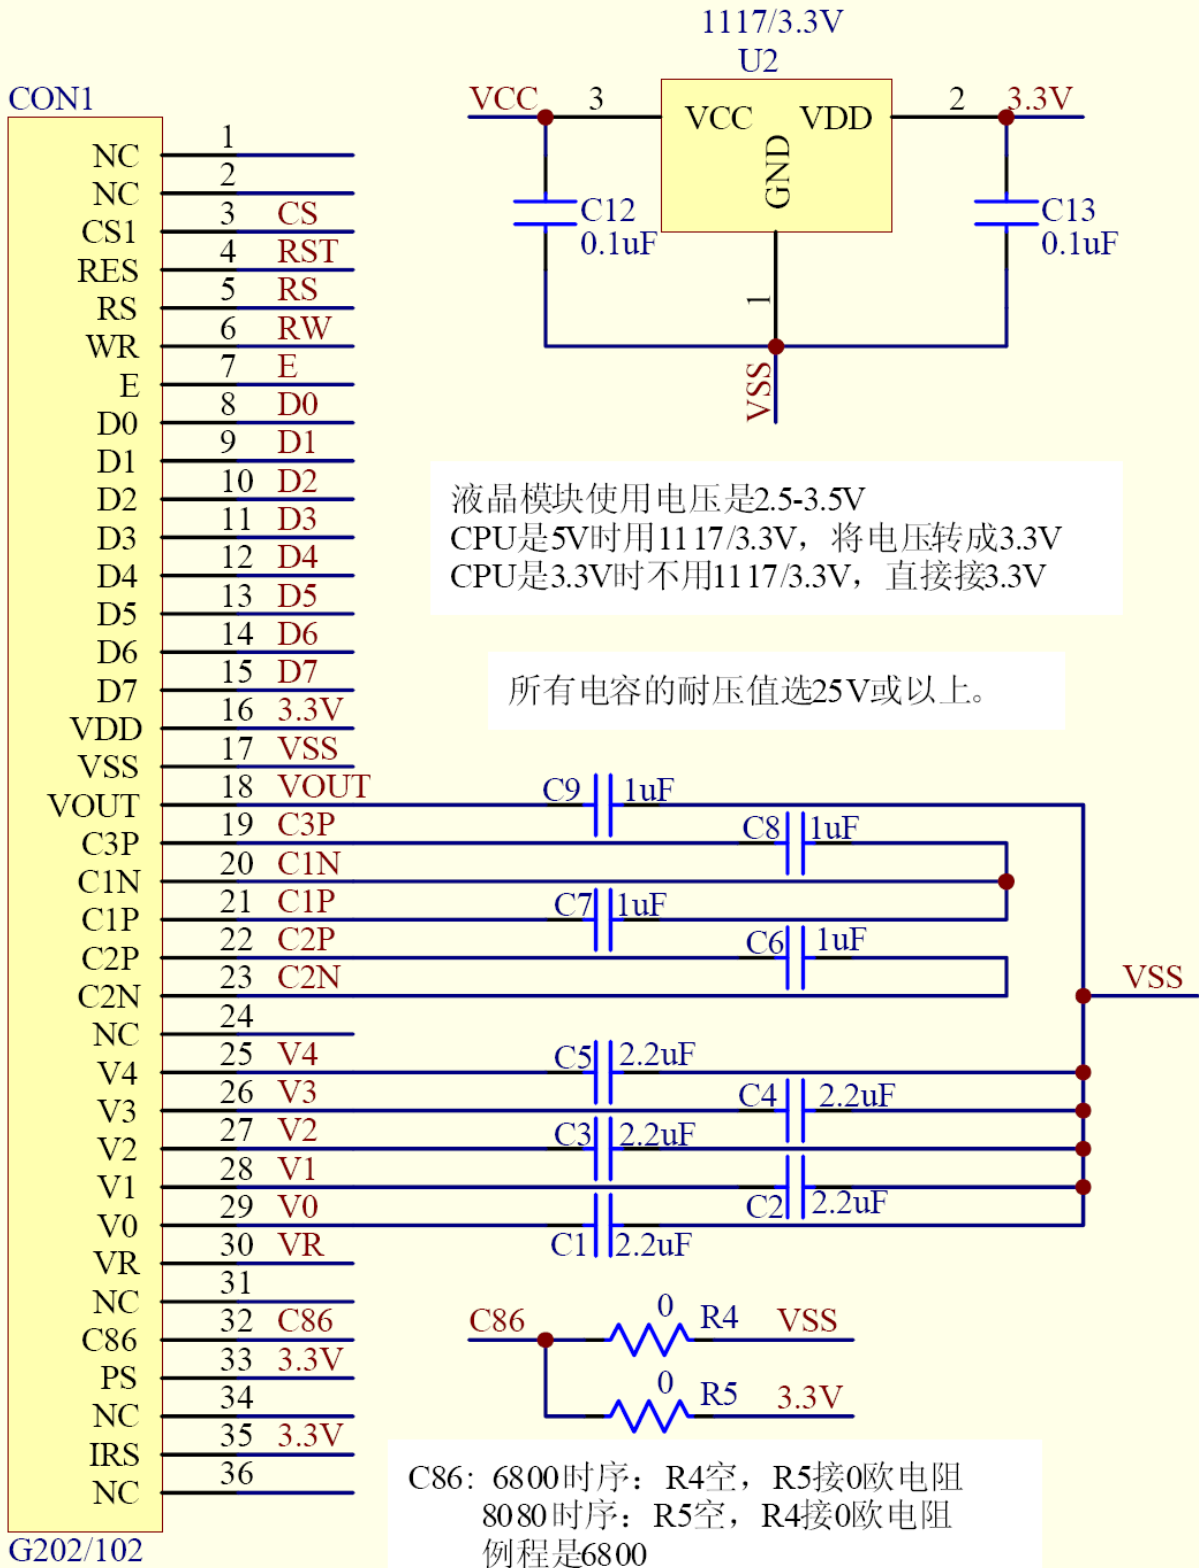 1117/3.3V
U2
CON1
VCC 3 VCC VDD 2 3.3V
GND
C12
0.1uF
C13
0.1uF
1
VSS
NC 1
NC 2
CS1 3 CS
RES 4 RST
RS 5 RS
WR 6 RW
E 7 E
D0 8 D0
D1 9 D1
D2 10 D2
D3 11 D3
D4 12 D4
D5 13 D5
D6 14 D6
D7 15 D7
VDD 16 3.3V
VSS 17 VSS
液晶模块使用电压是2.5-3.5V
CPU是5V时用1117/3.3V，将电压转成3.3V
CPU是3.3V时不用1117/3.3V，直接接3.3V
所有电容的耐压值选25V或以上。
VOUT 18 VOUT C9 1uF
C3P 19 C3P C8 1uF
C1N 20 C1N
C1P 21 C1P C7 1uF
C2P 22 C2P C6 1uF
C2N 23 C2N VSS
NC 24
V4 25 V4 C5 2.2uF
V3 26 V3 C4 2.2uF
V2 27 V2 C3 2.2uF
V1 28 V1 C2 2.2uF
V0 29 V0 C1 2.2uF
VR 30 VR
NC 31
C86 32 C86
PS 33 3.3V
NC 34
IRS 35 3.3V
NC 36
C86 0 R4 VSS
0 R5 3.3V
C86: 6800时序：R4空，R5接0欧电阻
8080时序：R5空，R4接0欧电阻
例程是6800
G202/102